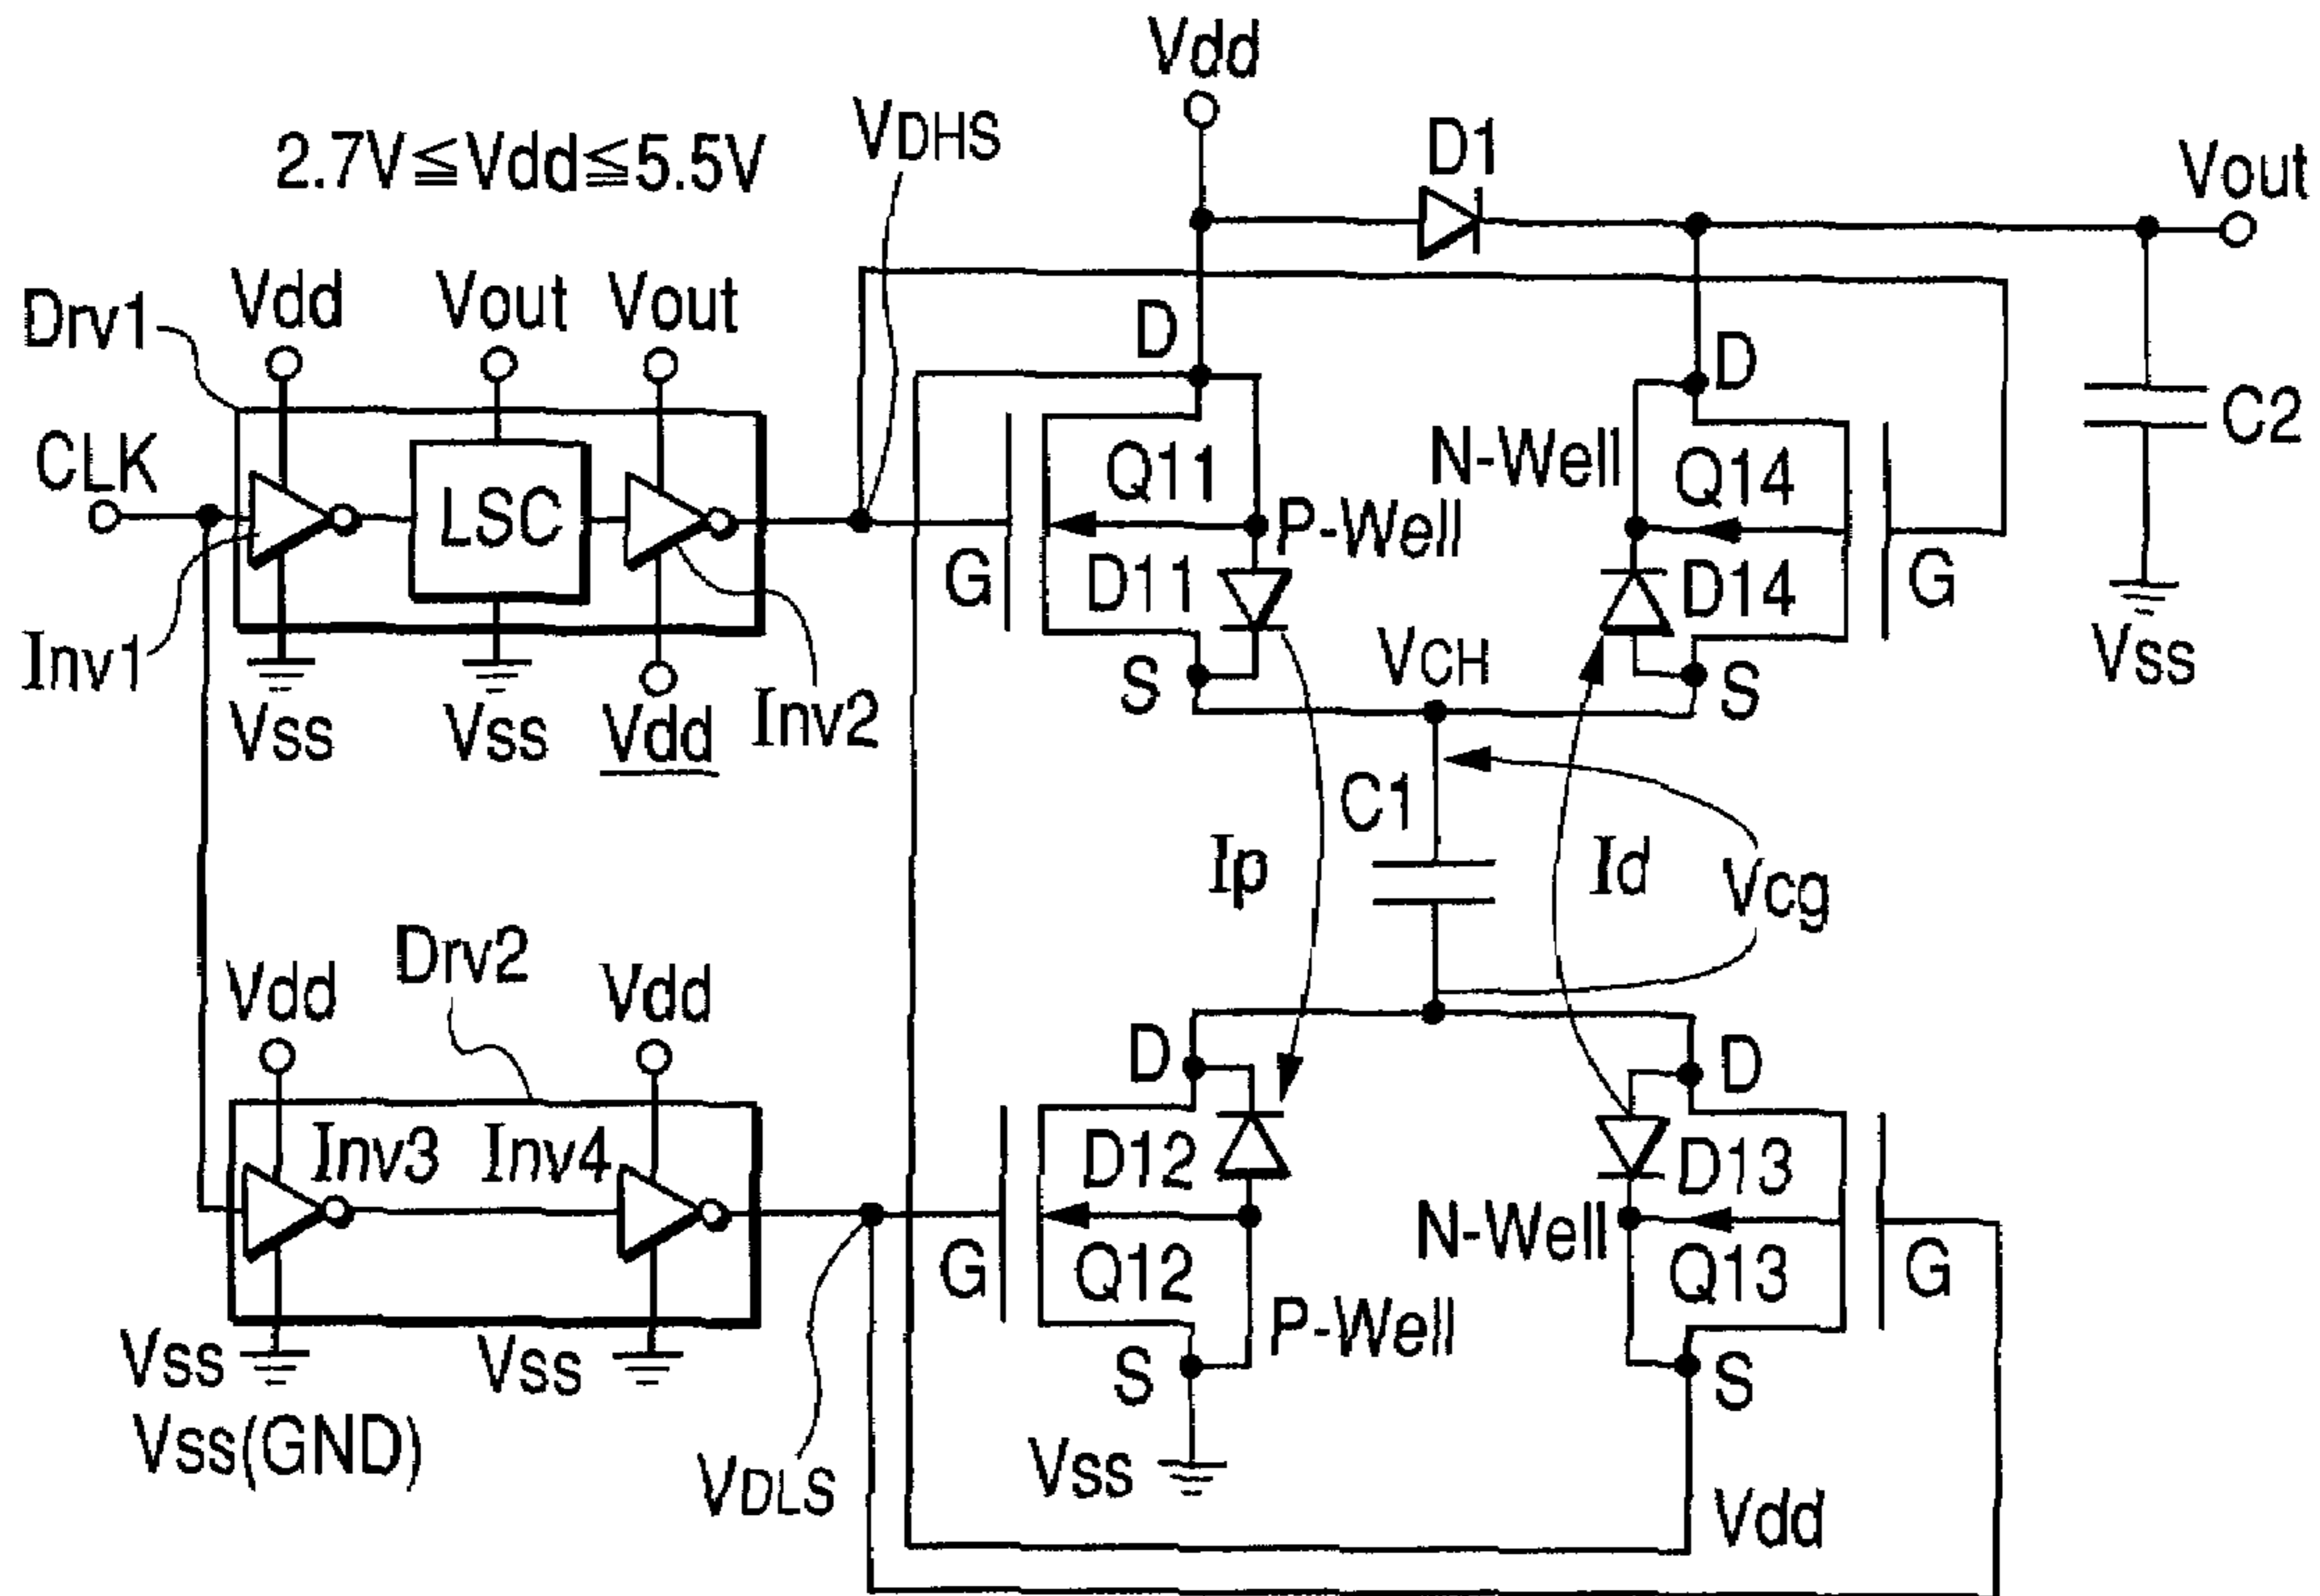 Vdd
VDHS
D1
Vout
2.7V≦Vdd≦5.5V
Drv1
Vdd
Vout
Vout
D
D
C2
CLK
LSC
Q11
N-Well
Q14
P-Well
G
D11
D14
G
Inv1
Vss
Vss
Vdd
Inv2
S
VCH
S
Vss
C1
Ip
Id
Vcg
Drv2
Vdd
Vdd
D
D
Inv3
Inv4
D12
D13
N-Well
G
Q12
Q13
G
P-Well
Vss
Vss
S
S
Vss(GND)
VDLS
Vss
Vdd